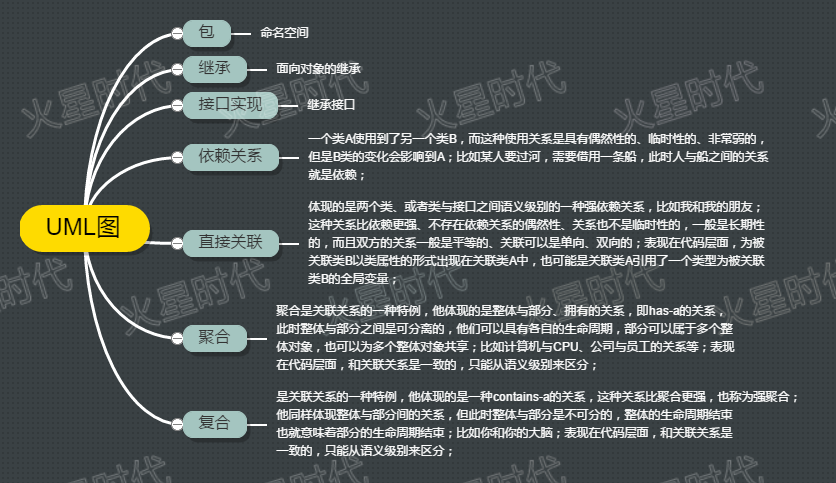 UML图
包
命名空间
继承
面向对象的继承
接口实现
继承接口
依赖关系
一个类A使用到了另一个类B，而这种使用关系是具有偶然性的、临时性的、非常弱的，
但是B类的变化会影响到A；比如某人要过河，需要借用一条船，此时人与船之间的关系
就是依赖；
直接关联
体现的是两个类、或者类与接口之间语义级别的一种强依赖关系，比如我和我的朋友；
这种关系比依赖更强、不存在依赖关系的偶然性、关系也不是临时性的，一般是长期性
的，而且双方的关系一般是平等的、关联可以是单向、双向的；表现在代码层面，为被
关联类B以类属性的形式出现在关联类A中，也可能是关联类A引用了一个类型为被关联
类B的全局变量；
聚合
聚合是关联关系的一种特例，他体现的是整体与部分、拥有的关系，即has-a的关系，
此时整体与部分之间是可分离的，他们可以具有各自的生命周期，部分可以属于多个整
体对象，也可以为多个整体对象共享；比如计算机与CPU、公司与员工的关系等；表现
在代码层面，和关联关系是一致的，只能从语义级别来区分；
复合
是关联关系的一种特例，他体现的是一种contains-a的关系，这种关系比聚合更强，也称为强聚合；
他同样体现整体与部分间的关系，但此时整体与部分是不可分的，整体的生命周期结束
也就意味着部分的生命周期结束；比如你和你的大脑；表现在代码层面，和关联关系是
一致的，只能从语义级别来区分；
火星时代
火星时代
火星时代
火星时代
火星时代
火星时代
火星时代
火星时代